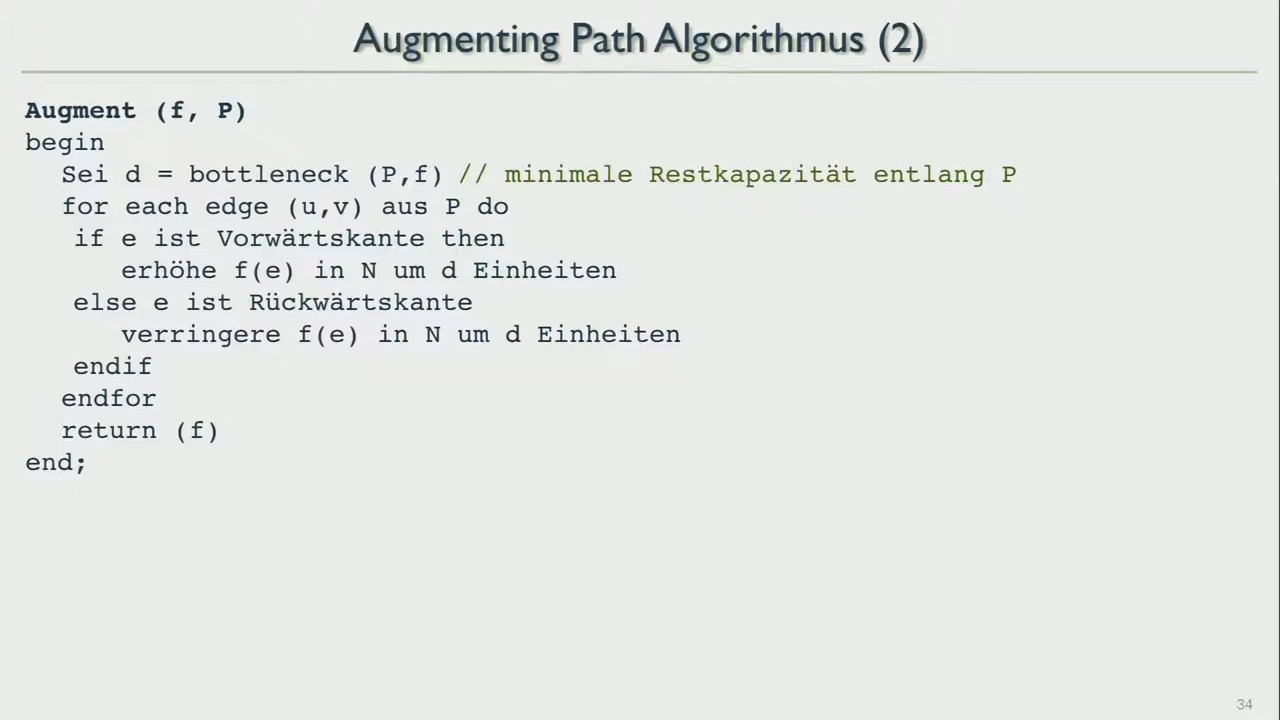 Augmenting Path Algorithmus (2)
Augment (f, P)
begin
Sei d = bottleneck (P,f) // minimale Restkapazität entlang P
for each edge (u,v) aus P do
if e ist Vorwärtskante then
erhöhe f(e) in N um d Einheiten
else e ist Rückwärtskante
verringere f(e) in N um d Einheiten
endif
endfor
return (f)
end;
34